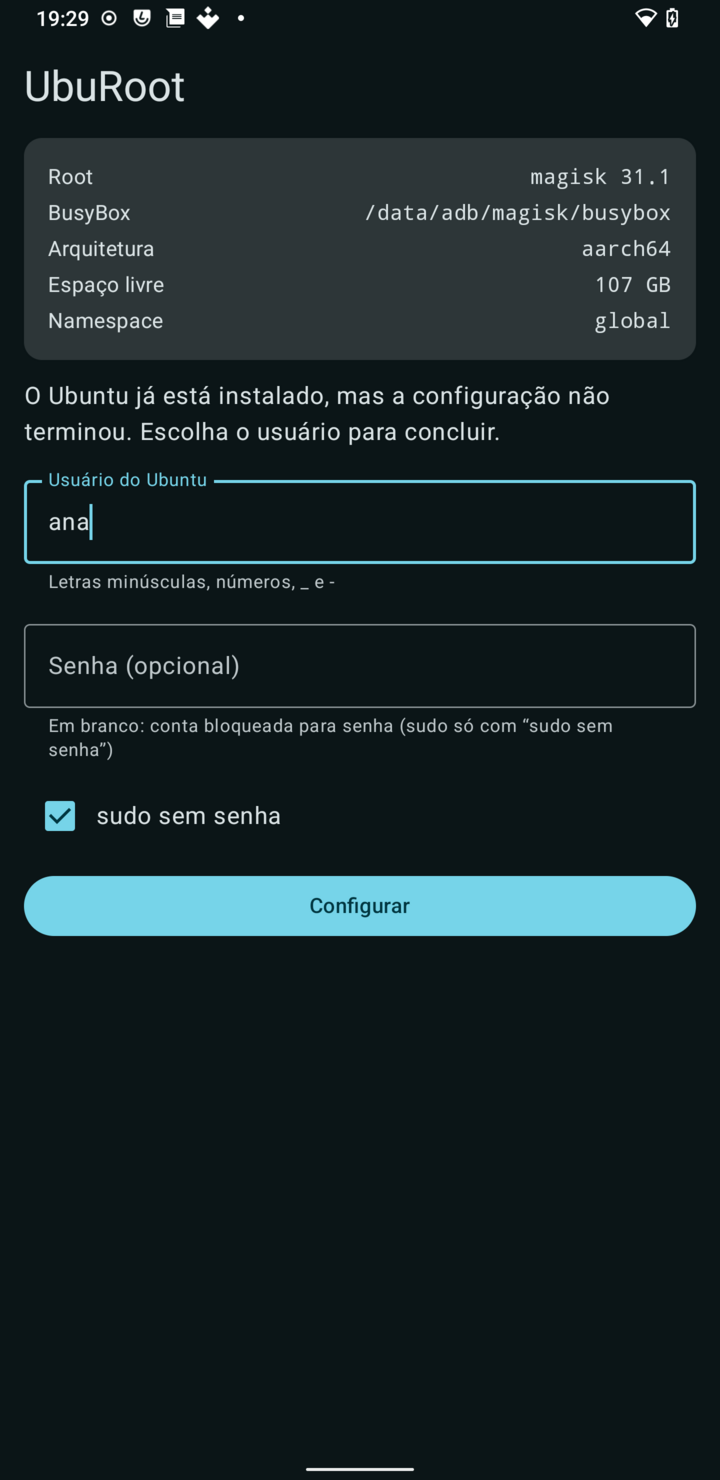 19:29
UbuRoot
Root magisk 31.1
BusyBox /data/adb/magisk/busybox
Arquitetura aarch64
Espaço livre 107 GB
Namespace global
O Ubuntu já está instalado, mas a configuração não
terminou. Escolha o usuário para concluir.
Usuário do Ubuntu
ana
Letras minúsculas, números, _ e -
Senha (opcional)
Em branco: conta bloqueada para senha (sudo só com “sudo sem
senha”)
sudo sem senha
Configurar